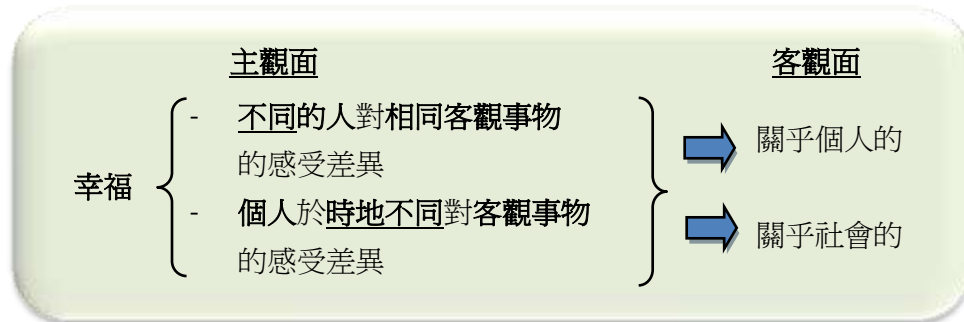 主觀面
客觀面
幸福
- 不同的人對相同客觀事物
的感受差異
- 個人於時地不同對客觀事物
的感受差異
關乎個人的
關乎社會的